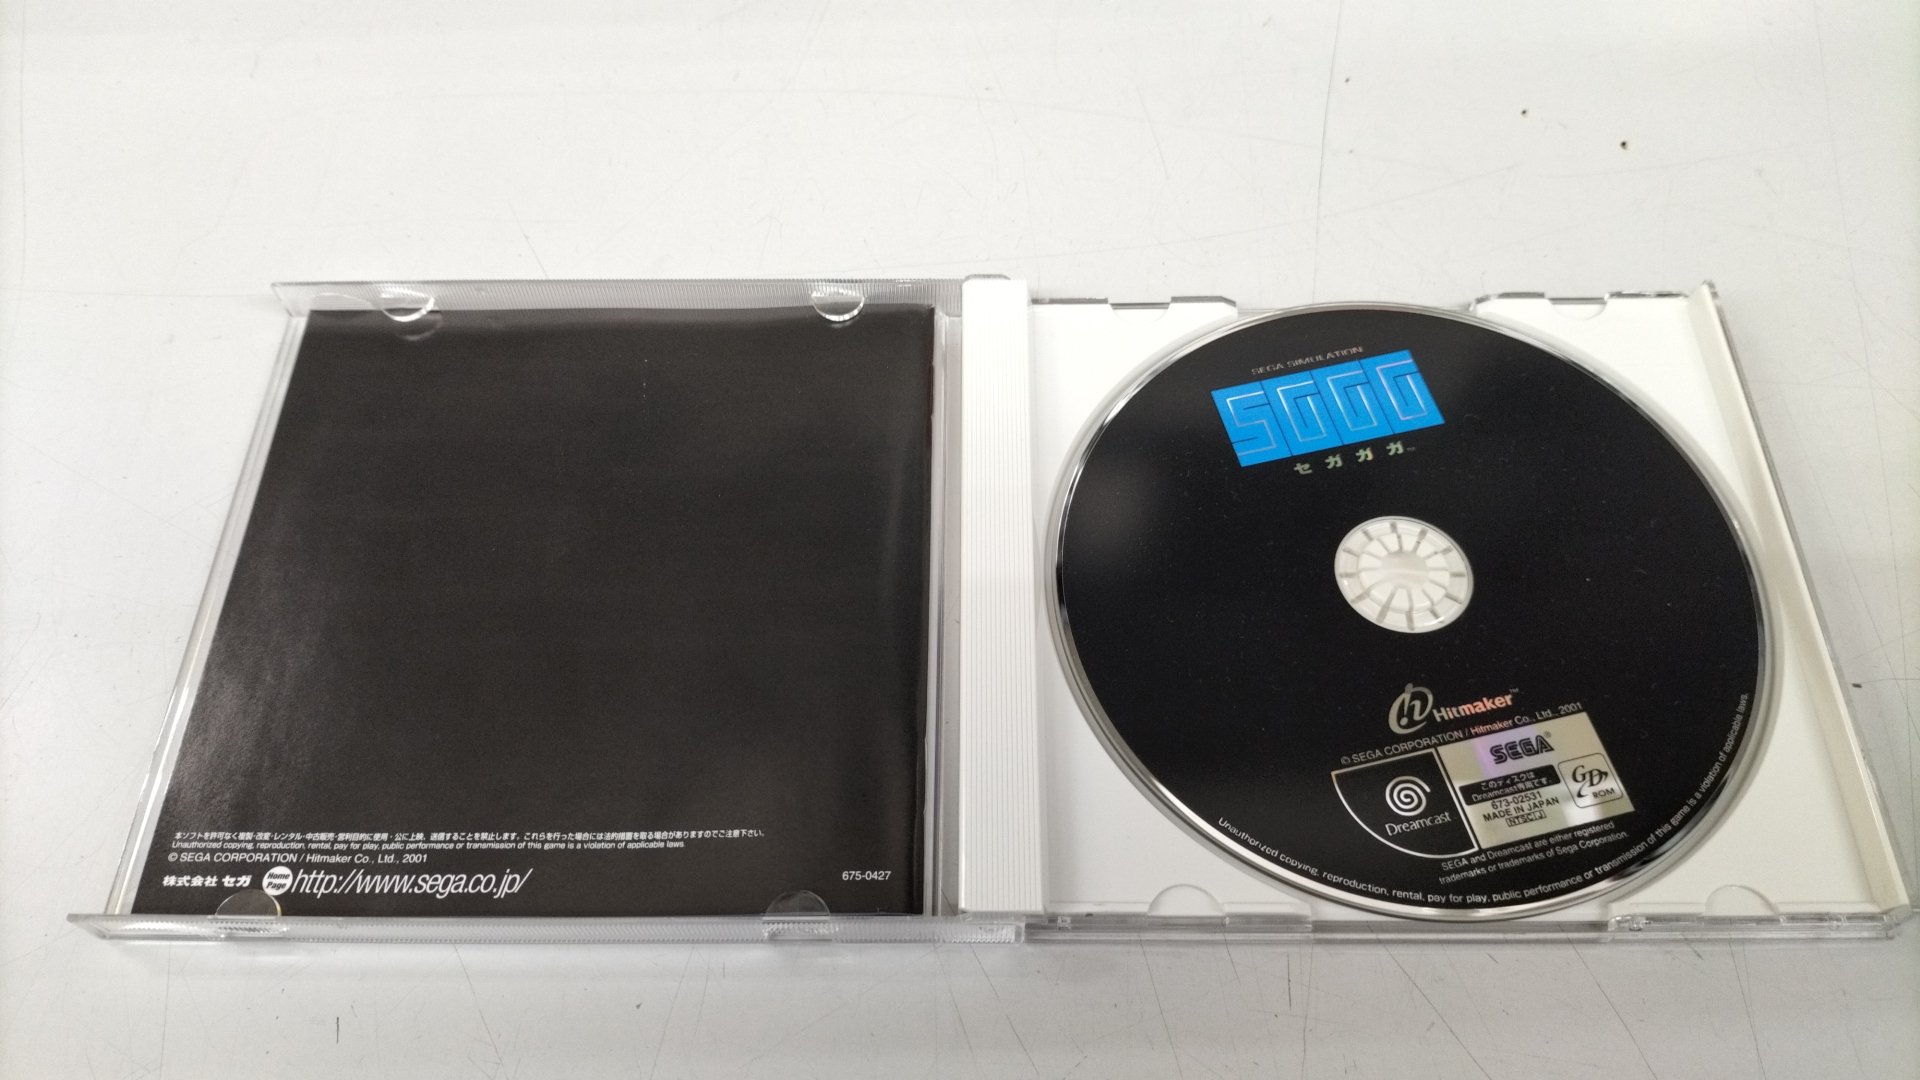 本ソフトを許可なく複製・改変・レンタル・中古販売・営利目的に使用・公に上映、送信することを禁止します。これらを行った場合には法的措置を取る場合がありますのでご注意下さい。
Unauthorized copying, reproduction, rental, pay for play, public performance or transmission of this game is a violation of applicable laws.
© SEGA CORPORATION / Hitmaker Co., Ltd., 2001
株式会社 セガ Home Page http://www.sega.co.jp/
675-0427
SEGA SIMULATION
SGGG
セガガガ™
Hitmaker™
© SEGA CORPORATION / Hitmaker Co., Ltd., 2001
Dreamcast
SEGA®
このディスクは
Dreamcast専用です。
673-02531
MADE IN JAPAN
NTSC J
GD ROM
SEGA and Dreamcast are either registered
trademarks or trademarks of Sega Corporation.
Unauthorized copying, reproduction, rental, pay for play, public performance or transmission of this game is a violation of applicable laws.